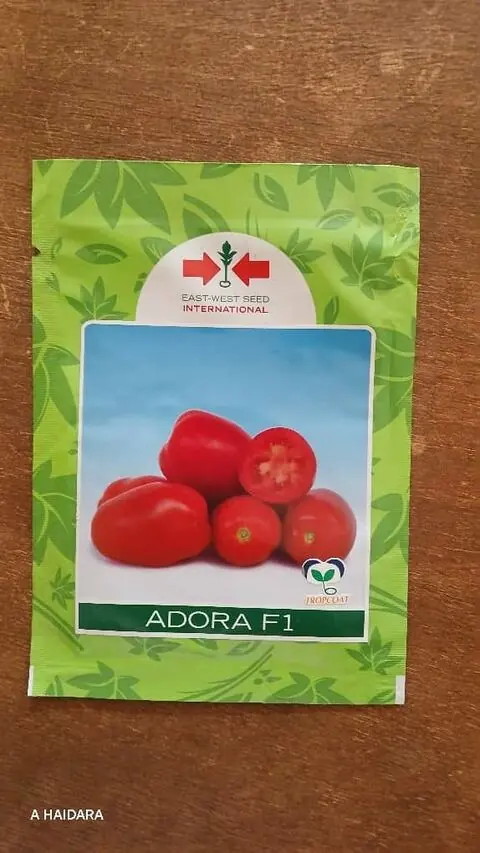 EAST-WEST SEED
INTERNATIONAL
TROPCOAT
ADORA F1
A HAIDARA